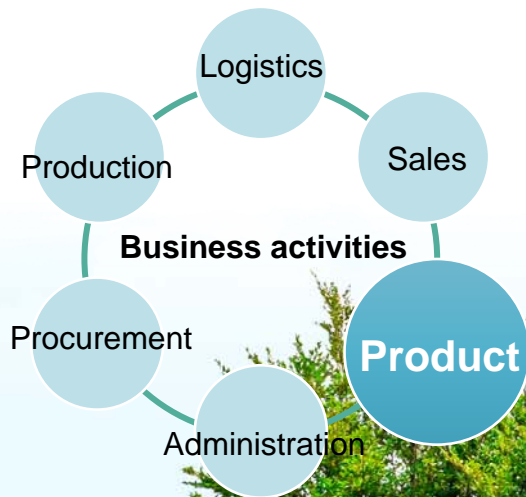 Logistics
Production
Sales
Business activities
Procurement
Product
Administration